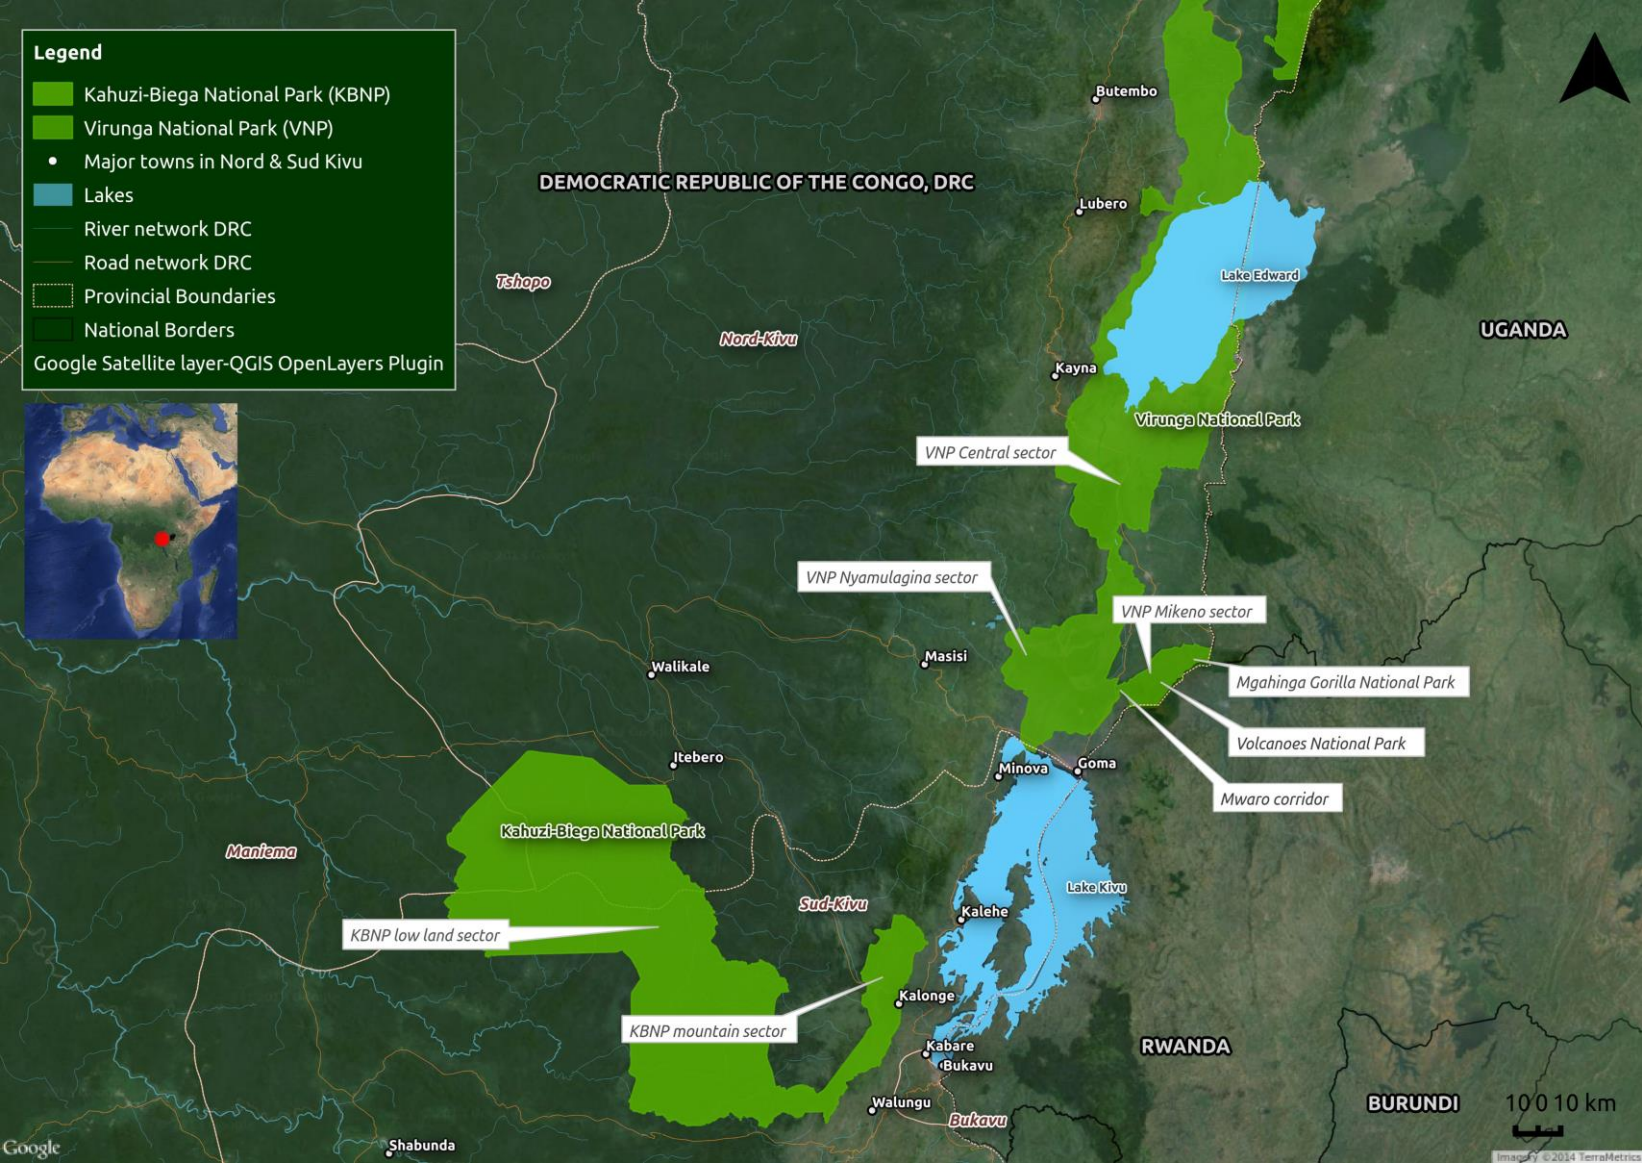 Legend
Kahuzi-Biega National Park (KBNP)
Virunga National Park (VNP)
Major towns in Nord & Sud Kivu
Lakes
River network DRC
Road network DRC
Provincial Boundaries
National Borders
Google Satellite layer-QGIS OpenLayers Plugin
Butembo
DEMOCRATIC REPUBLIC OF THE CONGO, DRC
Lubero
Tshopo
Lake Edward
Nord-Kivu
UGANDA
Kayna
Virunga National Park
VNP Central sector
VNP Nyamulagina sector
VNP Mikeno sector
Masisi
Walikale
Mgahinga Gorilla National Park
Volcanoes National Park
Itebero
Minova
Goma
Mwaro corridor
Kahuzi-Biega National Park
Maniema
Lake Kivu
Sud-Kivu
Kalehe
KBNP low land sector
Kalonge
KBNP mountain sector
Kabare
RWANDA
Bukavu
Walungu
BURUNDI
10 0 10 km
Bukavu
Shabunda
Google
Imagery ©2014 TerraMetrics